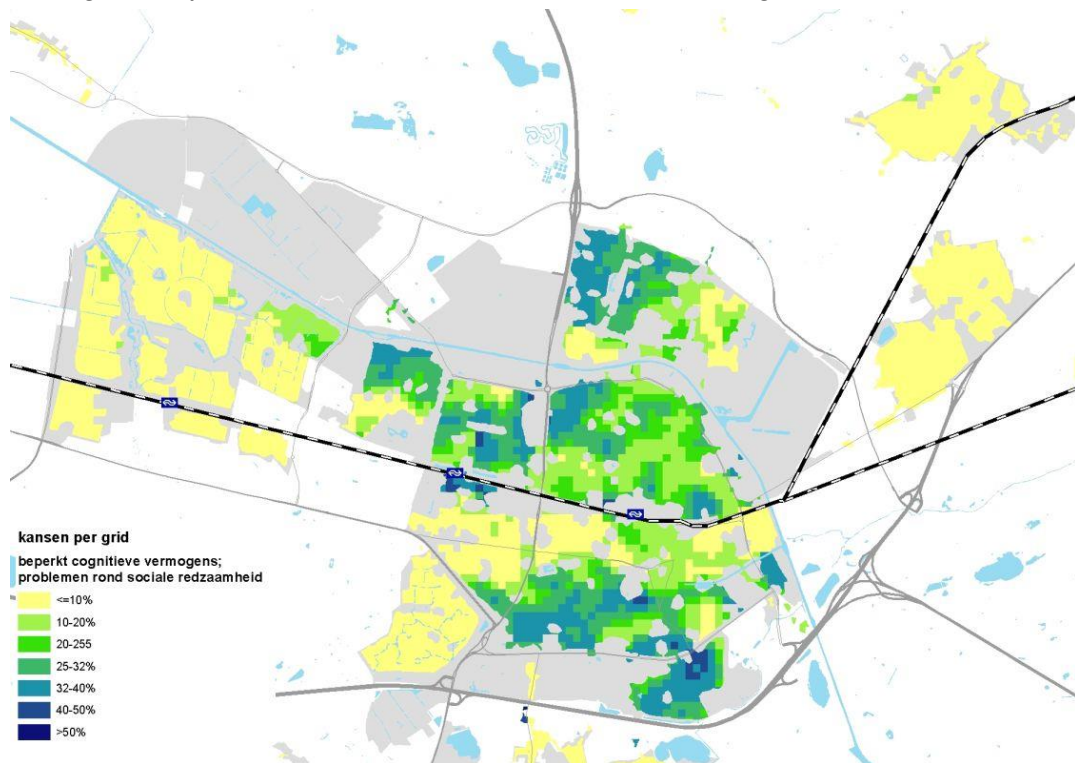 kansen per grid
beperkt cognitieve vermogens;
problemen rond sociale redzaamheid
<=10%
10-20%
20-255
25-32%
32-40%
40-50%
>50%